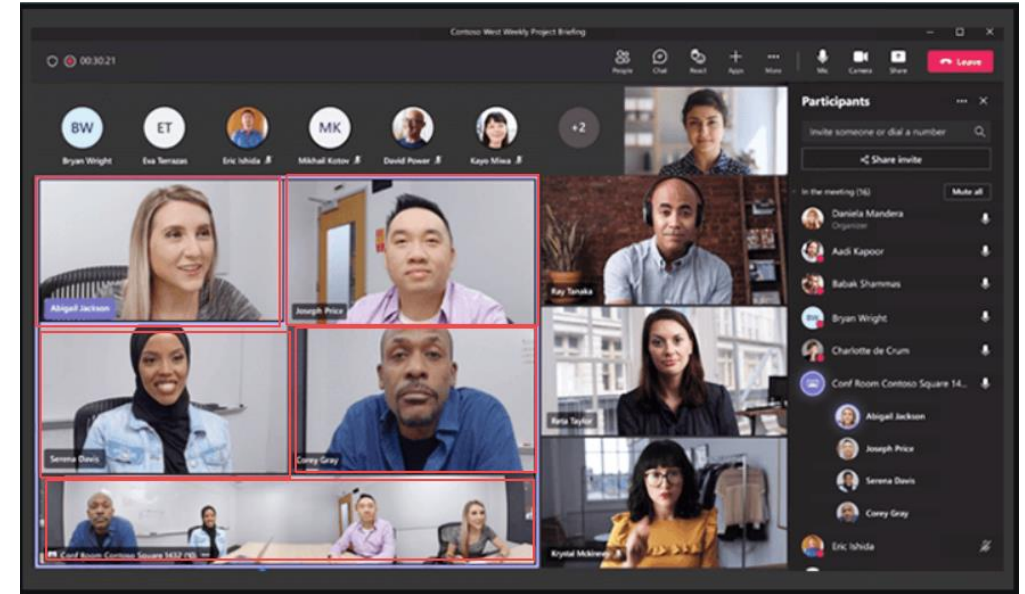 Contoso West Weekly Project Briefing
00:30:21
People Chat React Apps More Mic Camera Share Leave
BW ET MK +2
Bryan Wright Eva Terrazas Eric Ishida Mikhail Kotov David Power Kayo Miwa
Abigail Jackson
Joseph Price
Ray Tanaka
Serena Davis
Corey Gray
Reta Taylor
Conf Room Contoso Square 1432
Krystal Mckinney
Participants
Invite someone or dial a number
Share invite
In the meeting (16) Mute all
Daniela Mandera
Organizer
Aadi Kapoor
Babak Shammas
BW Bryan Wright
Charlotte de Crum
Conf Room Contoso Square 14...
Abigail Jackson
Joseph Price
Serena Davis
Corey Gray
Eric Ishida